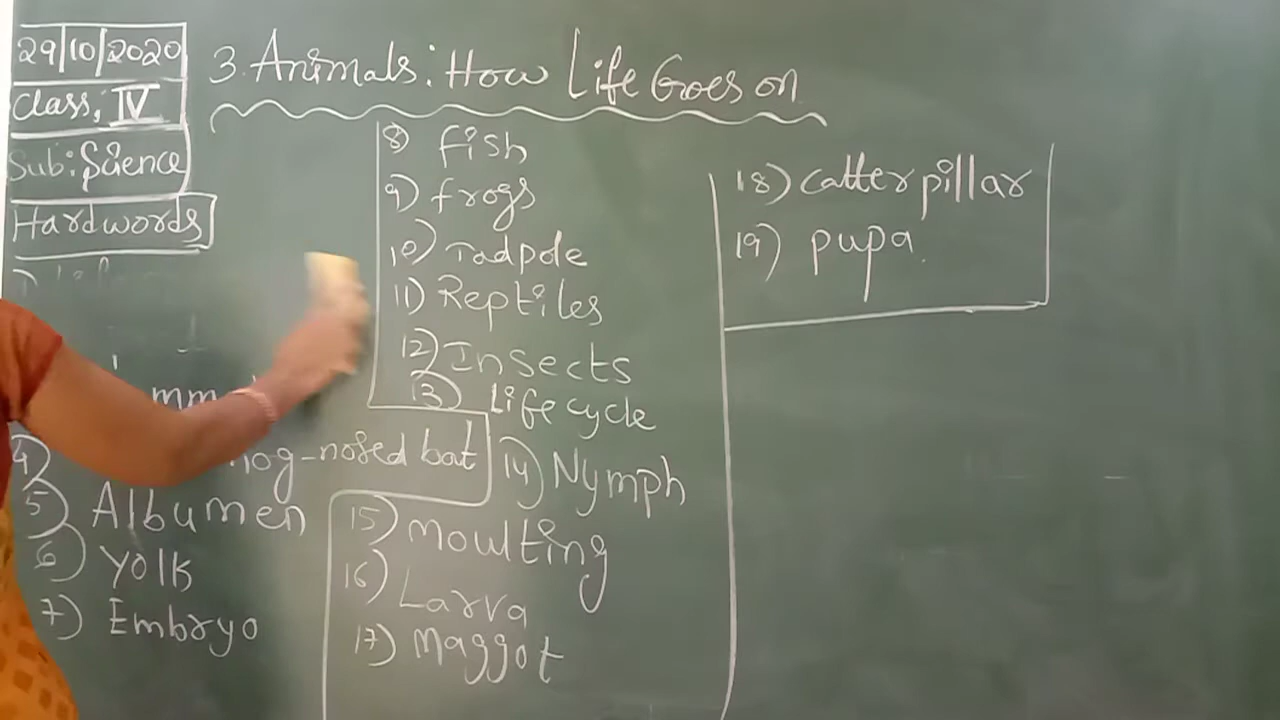 29/10/2020
Class: IV
Sub: Science
Hardwords
3. Animals: How Life Goes on
4)
hog-nosed bat
5) Albumen
6) Yolk
7) Embryo
8) Fish
9) frogs
10) Tadpole
11) Reptiles
12) Insects
13) Lifecycle
14) Nymph
15) Moulting
16) Larva
17) Maggot
18) Catterpillar
19) pupa.